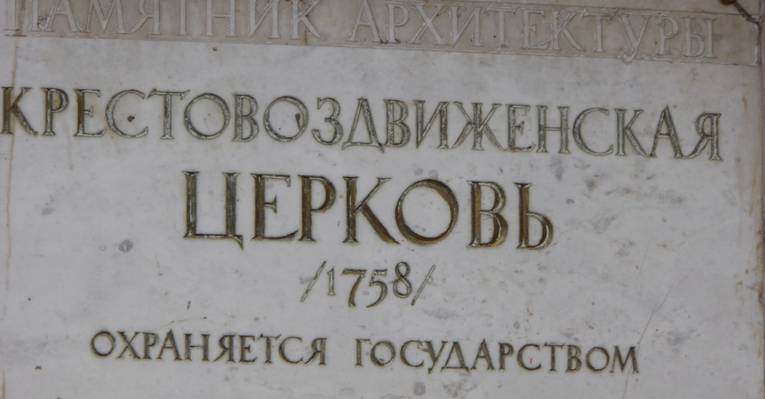 ПАМЯТНИК АРХИТЕКТУРЫ
КРЕСТОВОЗДВИЖЕНСКАЯ
ЦЕРКОВЬ
/1758/
ОХРАНЯЕТСЯ ГОСУДАРСТВОМ